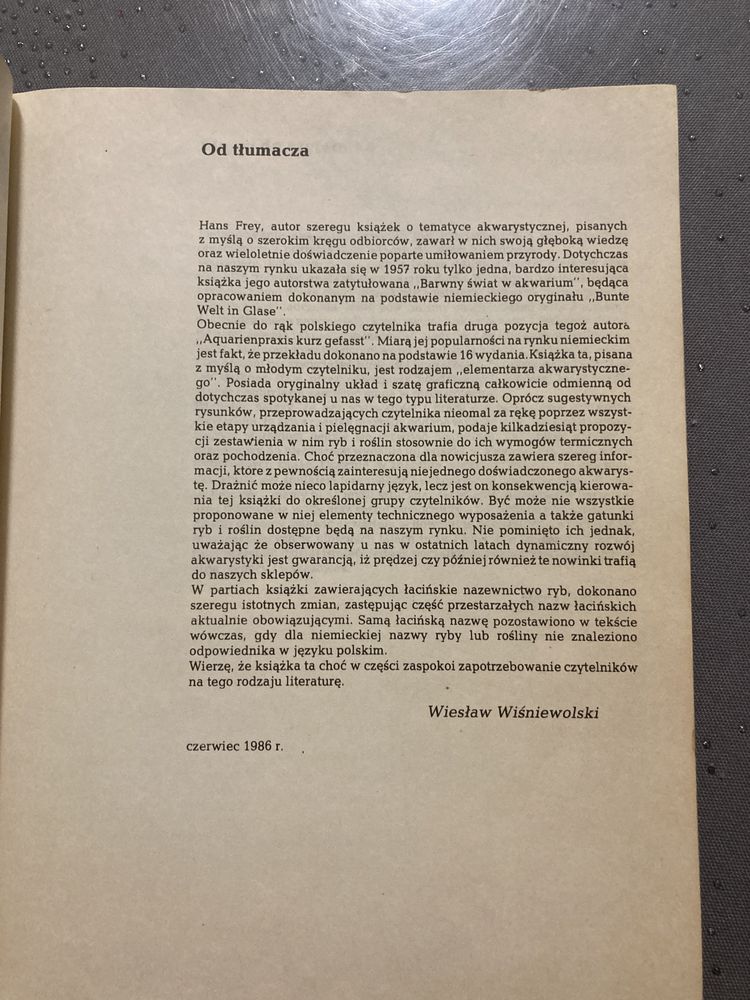 Od tłumacza
Hans Frey, autor szeregu książek o tematyce akwarystycznej, pisanych
z myślą o szerokim kręgu odbiorców, zawarł w nich swoją głęboką wiedzę
oraz wieloletnie doświadczenie poparte umiłowaniem przyrody. Dotychczas
na naszym rynku ukazała się w 1957 roku tylko jedna, bardzo interesująca
książka jego autorstwa zatytułowana „Barwny świat w akwarium", będąca
opracowaniem dokonanym na podstawie niemieckiego oryginału „Bunte
Welt in Glase".
Obecnie do rąk polskiego czytelnika trafia druga pozycja tegoż autora
„Aquarienpraxis kurz gefasst". Miarą jej popularności na rynku niemieckim
jest fakt, że przekładu dokonano na podstawie 16 wydania. Książka ta, pisana
z myślą o młodym czytelniku, jest rodzajem „elementarza akwarystyczne-
go". Posiada oryginalny układ i szatę graficzną całkowicie odmienną od
dotychczas spotykanej u nas w tego typu literaturze. Oprócz sugestywnych
rysunków, przeprowadzających czytelnika nieomal za rękę poprzez wszyst-
kie etapy urządzania i pielęgnacji akwarium, podaje kilkadziesiąt propozy-
cji zestawienia w nim ryb i roślin stosownie do ich wymogów termicznych
oraz pochodzenia. Choć przeznaczona dla nowicjusza zawiera szereg infor-
macji, ktore z pewnością zainteresują niejednego doświadczonego akwarys-
tę. Drażnić może nieco lapidarny język, lecz jest on konsekwencją kierowa-
nia tej książki do określonej grupy czytelników. Być może nie wszystkie
proponowane w niej elementy technicznego wyposażenia a także gatunki
ryb i roślin dostępne będą na naszym rynku. Nie pominięto ich jednak,
uważając że obserwowany u nas w ostatnich latach dynamiczny rozwój
akwarystyki jest gwarancją, iż prędzej czy później również te nowinki trafią
do naszych sklepów.
W partiach książki zawierających łacińskie nazewnictwo ryb, dokonano
szeregu istotnych zmian, zastępując część przestarzałych nazw łacińskich
aktualnie obowiązującymi. Samą łacińską nazwę pozostawiono w tekście
wówczas, gdy dla niemieckiej nazwy ryby lub rośliny nie znaleziono
odpowiednika w języku polskim.
Wierzę, że książka ta choć w części zaspokoi zapotrzebowanie czytelników
na tego rodzaju literaturę.
Wiesław Wiśniewolski
czerwiec 1986 r.